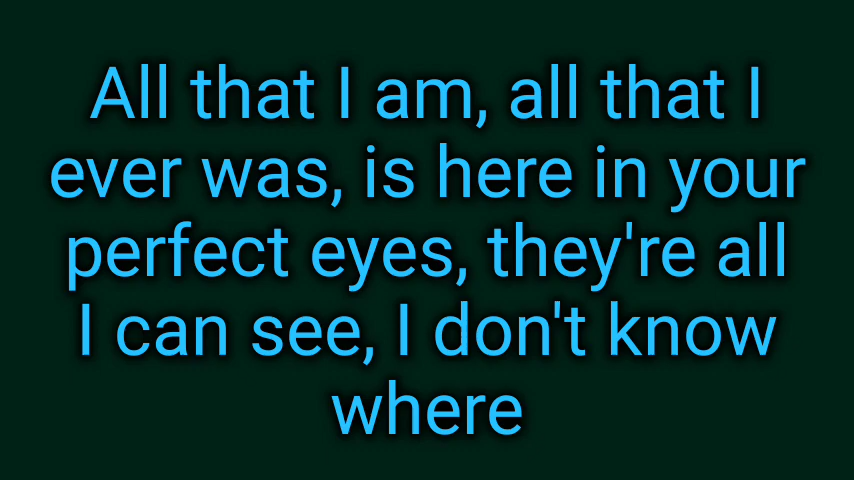 All that I am, all that I
ever was, is here in your
perfect eyes, they're all
I can see, I don't know
where